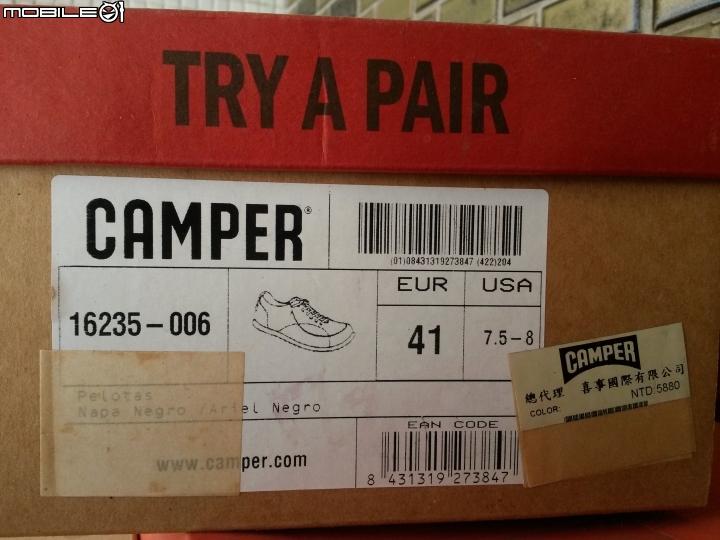 MOBILE01
TRY A PAIR
CAMPER®
(01)08431319273847 (422)204
EUR
USA
16235-006
41
7.5-8
Pelotas
Napa Negro /Ariel Negro
www.camper.com
EAN CODE
8 431319 273847
CAMPER
總代理 喜事國際有限公司
NTD:5880
COLOR: